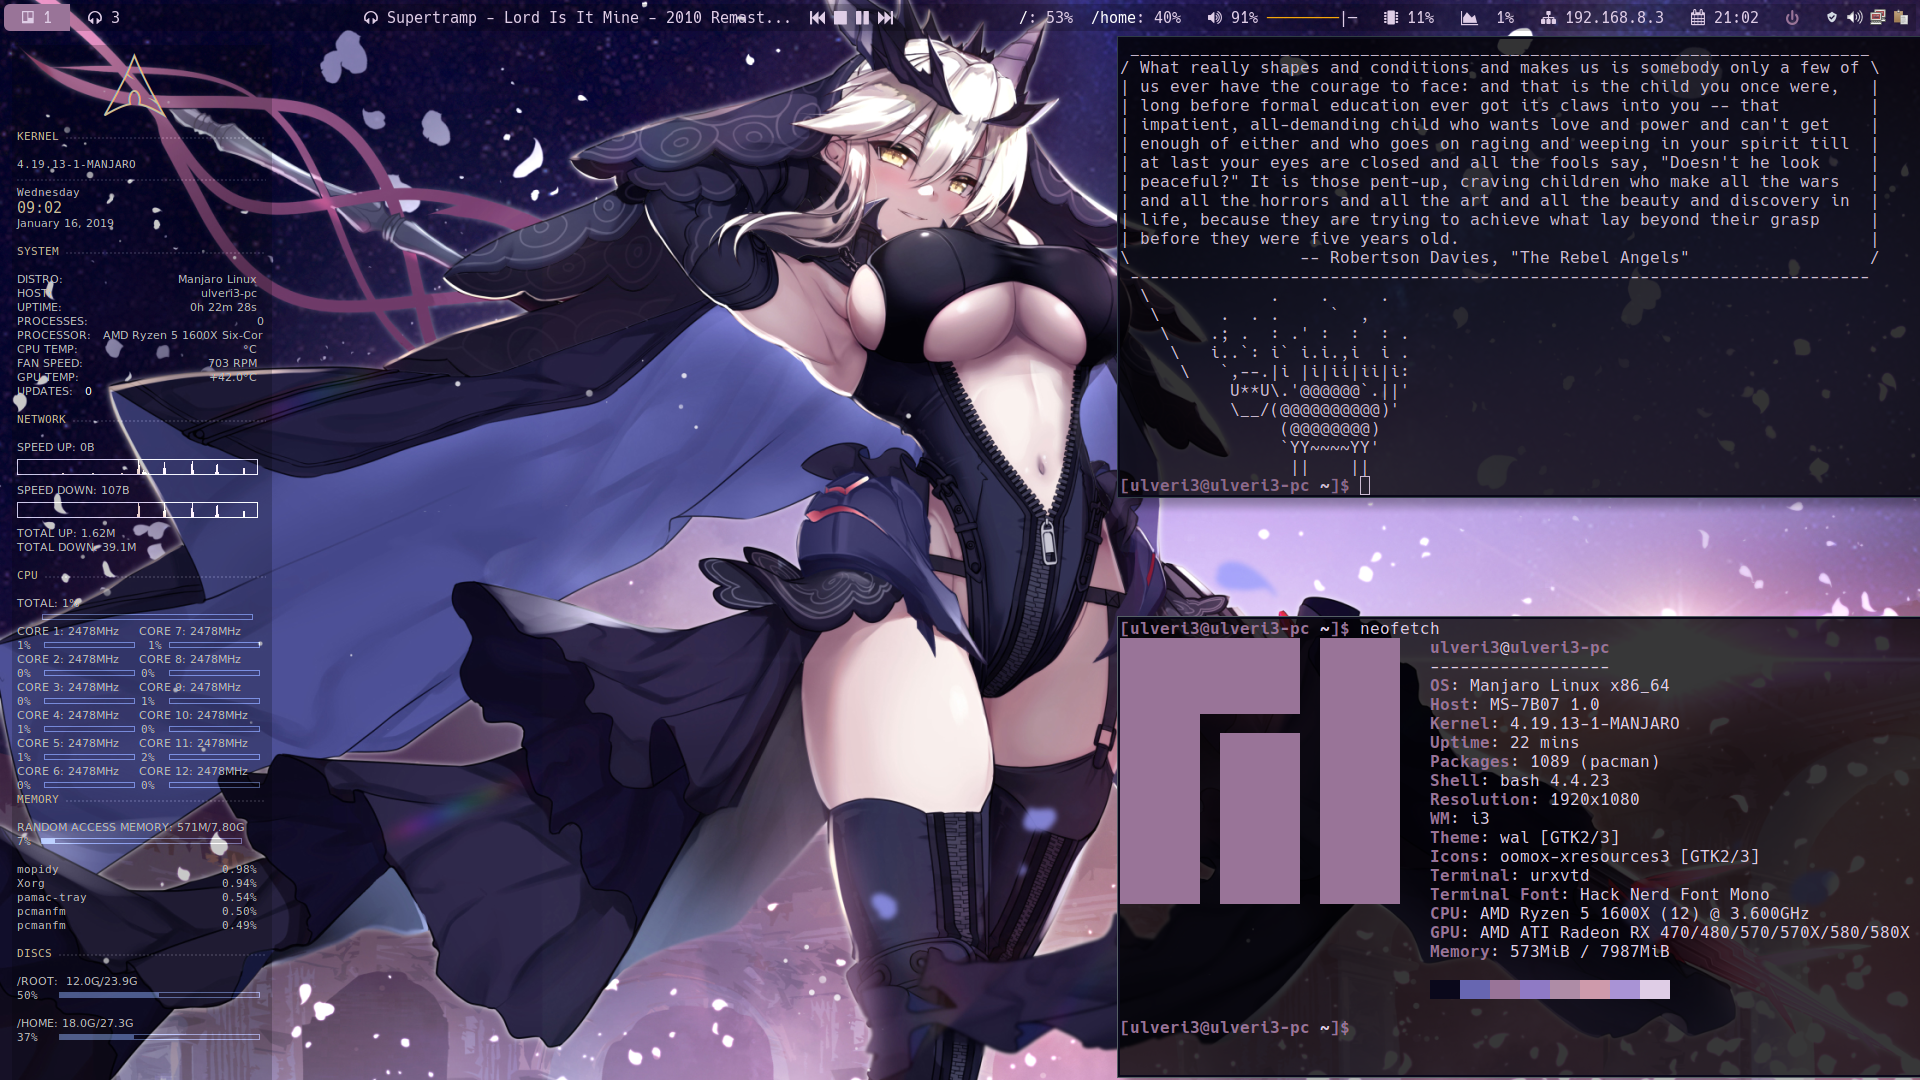 1 3 Supertramp - Lord Is It Mine - 2010 Remast... /: 53% /home: 40% 91% 11% 1% 192.168.8.3 21:02
KERNEL
4.19.13-1-MANJARO
Wednesday
09:02
January 16, 2019
SYSTEM
DISTRO: Manjaro Linux
HOST: ulveri3-pc
UPTIME: 0h 22m 28s
PROCESSES: 0
PROCESSOR: AMD Ryzen 5 1600X Six-Cor
CPU TEMP: °C
FAN SPEED: 703 RPM
GPU TEMP: +42.0°C
UPDATES: 0
NETWORK
SPEED UP: 0B
SPEED DOWN: 107B
TOTAL UP: 1.62M
TOTAL DOWN: 39.1M
CPU
TOTAL: 1%
CORE 1: 2478MHz CORE 7: 2478MHz
1% 1%
CORE 2: 2478MHz CORE 8: 2478MHz
0% 0%
CORE 3: 2478MHz CORE 9: 2478MHz
0% 1%
CORE 4: 2478MHz CORE 10: 2478MHz
1% 0%
CORE 5: 2478MHz CORE 11: 2478MHz
1% 2%
CORE 6: 2478MHz CORE 12: 2478MHz
0% 0%
MEMORY
RANDOM ACCESS MEMORY: 571M/7.80G
7%
mopidy 0.98%
Xorg 0.94%
pamac-tray 0.54%
pcmanfm 0.50%
pcmanfm 0.49%
DISCS
/ROOT: 12.0G/23.9G
50%
/HOME: 18.0G/27.3G
37%
/ What really shapes and conditions and makes us is somebody only a few of \
| us ever have the courage to face: and that is the child you once were, |
| long before formal education ever got its claws into you -- that |
| impatient, all-demanding child who wants love and power and can't get |
| enough of either and who goes on raging and weeping in your spirit till |
| at last your eyes are closed and all the fools say, "Doesn't he look |
| peaceful?" It is those pent-up, craving children who make all the wars |
| and all the horrors and all the art and all the beauty and discovery in |
| life, because they are trying to achieve what lay beyond their grasp |
| before they were five years old. |
\ -- Robertson Davies, "The Rebel Angels" /
---------------------------------------------------------------------------
\ . . .
\ . . . ` ,
\ .; . : .' : : : .
\ i..`: i` i.i.,i i .
\ `,--.|i |i|ii|ii|i:
U**U\.'@@@@@@`.||'
\__/(@@@@@@@@@@)'
(@@@@@@@@)
`YY~~~~YY'
|| ||
[ulveri3@ulveri3-pc ~]$
[ulveri3@ulveri3-pc ~]$ neofetch
ulveri3@ulveri3-pc
------------------
OS: Manjaro Linux x86_64
Host: MS-7B07 1.0
Kernel: 4.19.13-1-MANJARO
Uptime: 22 mins
Packages: 1089 (pacman)
Shell: bash 4.4.23
Resolution: 1920x1080
WM: i3
Theme: wal [GTK2/3]
Icons: oomox-xresources3 [GTK2/3]
Terminal: urxvtd
Terminal Font: Hack Nerd Font Mono
CPU: AMD Ryzen 5 1600X (12) @ 3.600GHz
GPU: AMD ATI Radeon RX 470/480/570/570X/580/580X
Memory: 573MiB / 7987MiB
[ulveri3@ulveri3-pc ~]$